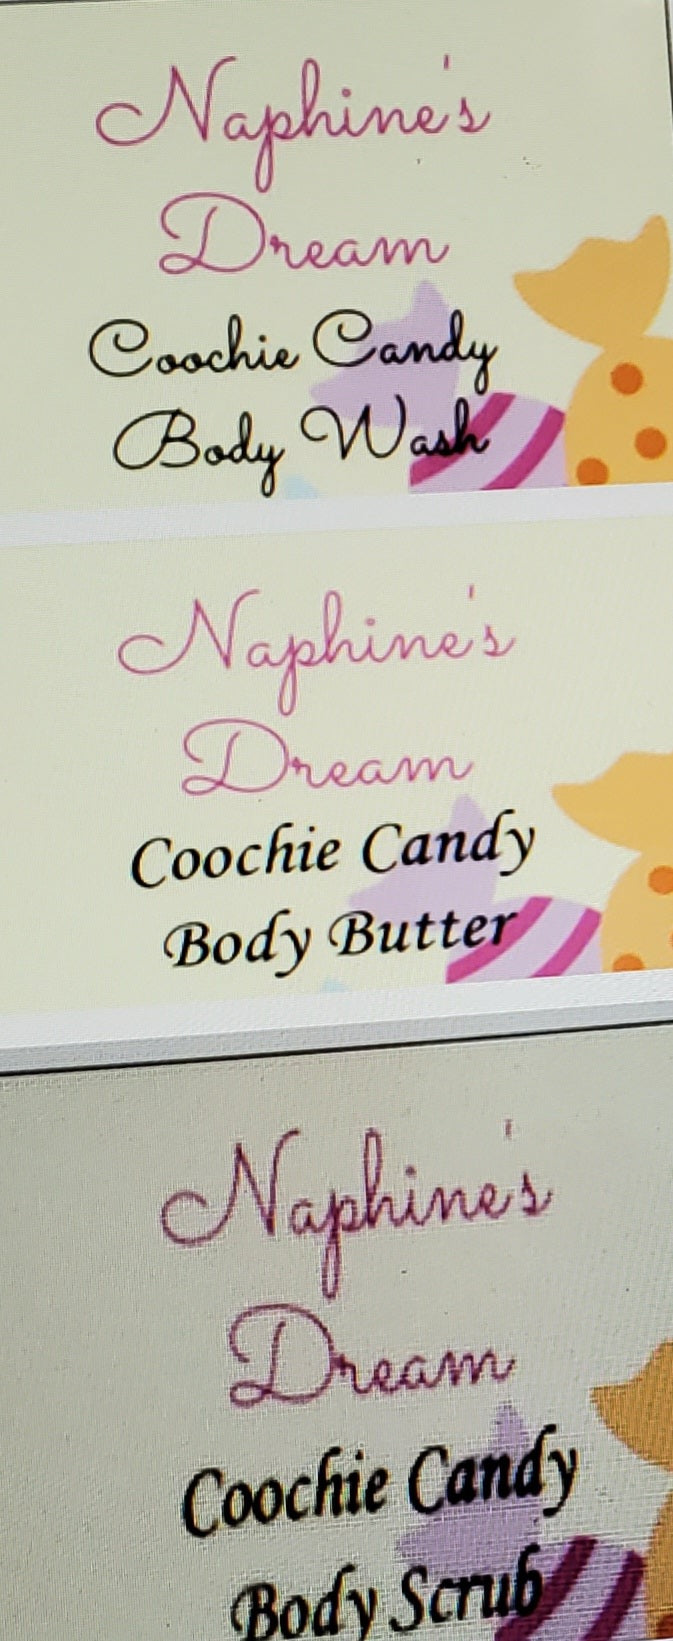 Naphine's
Dream
Coochie Candy
Body Wash
Naphine's
Dream
Coochie Candy
Body Butter
Naphine's
Dream
Coochie Candy
Body Scrub